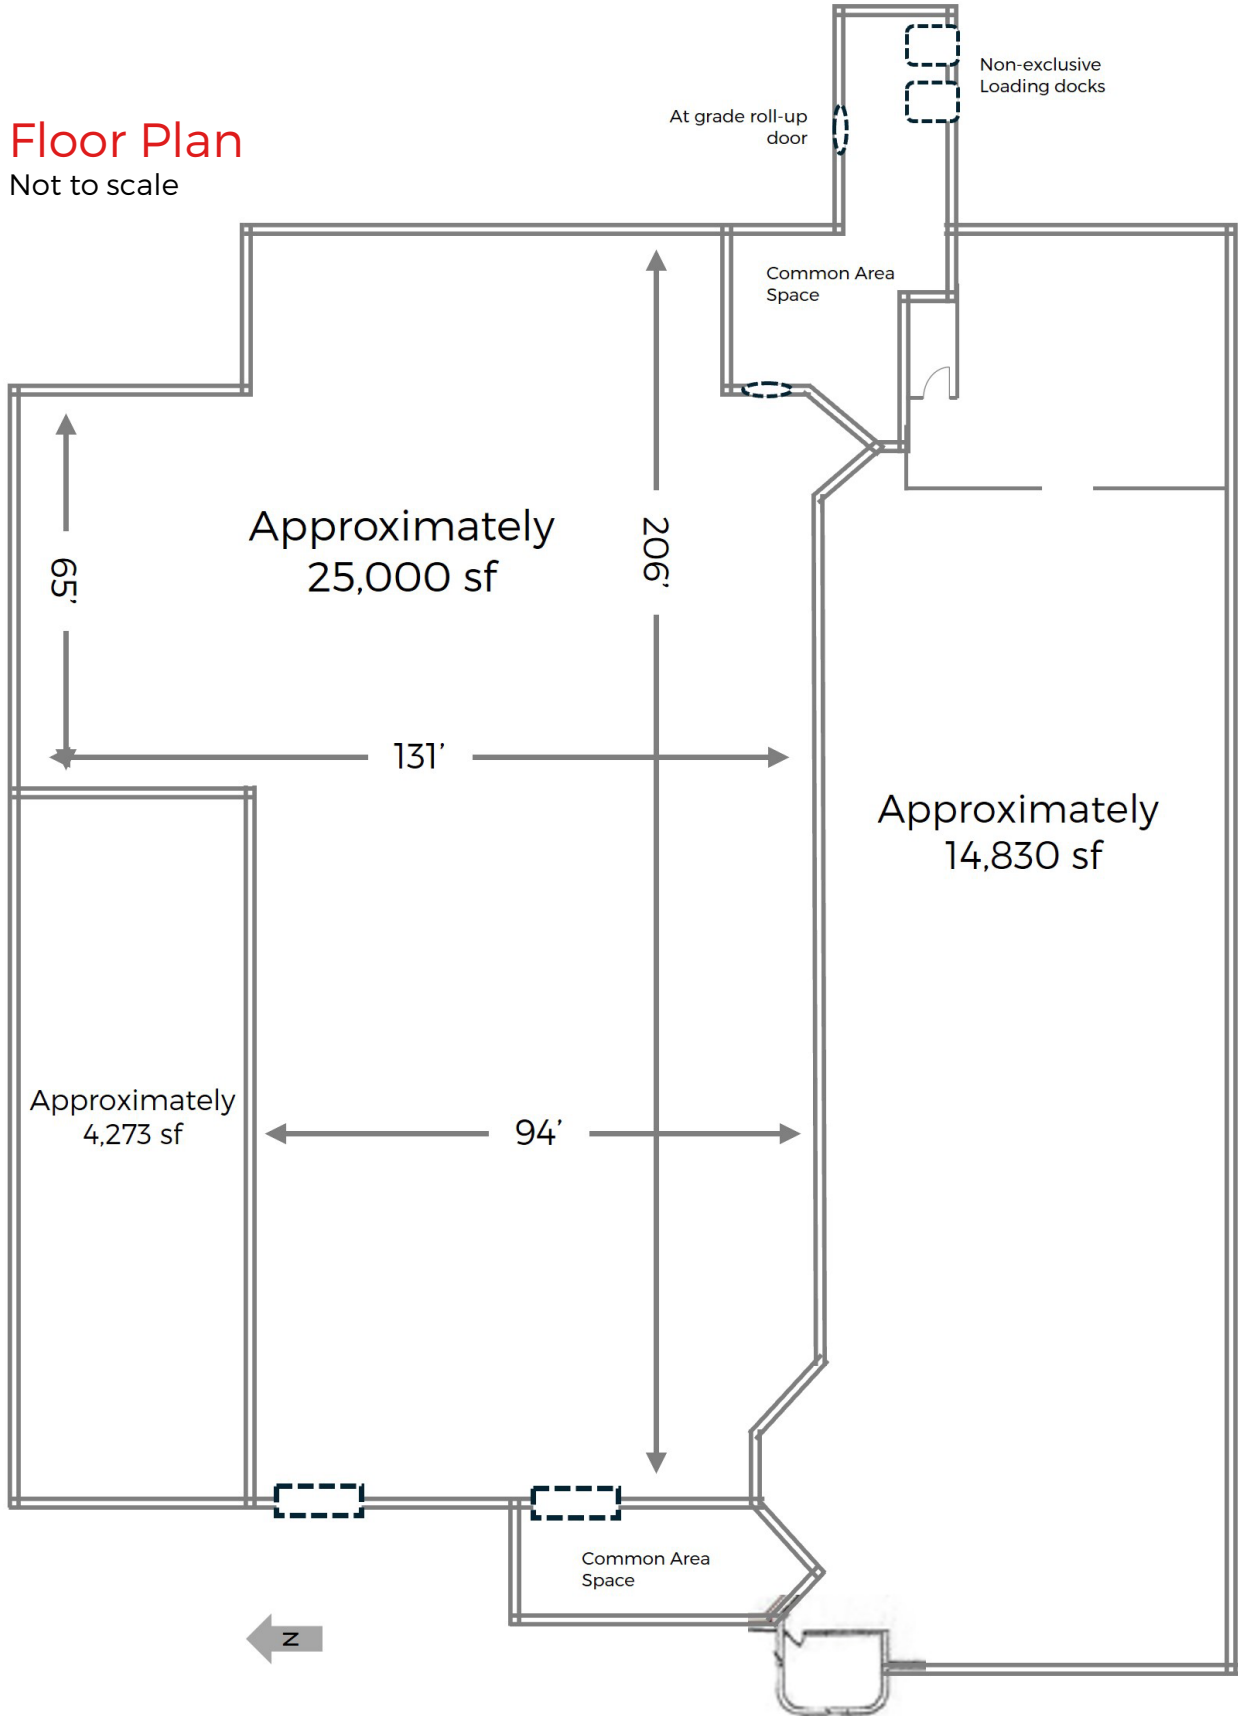 Non-exclusive
Loading docks
At grade roll-up
door
Floor Plan
Not to scale
Common Area
Space
Approximately
25,000 sf
206’
65’
131’
Approximately
14,830 sf
Approximately
4,273 sf
94’
Common Area
Space
N